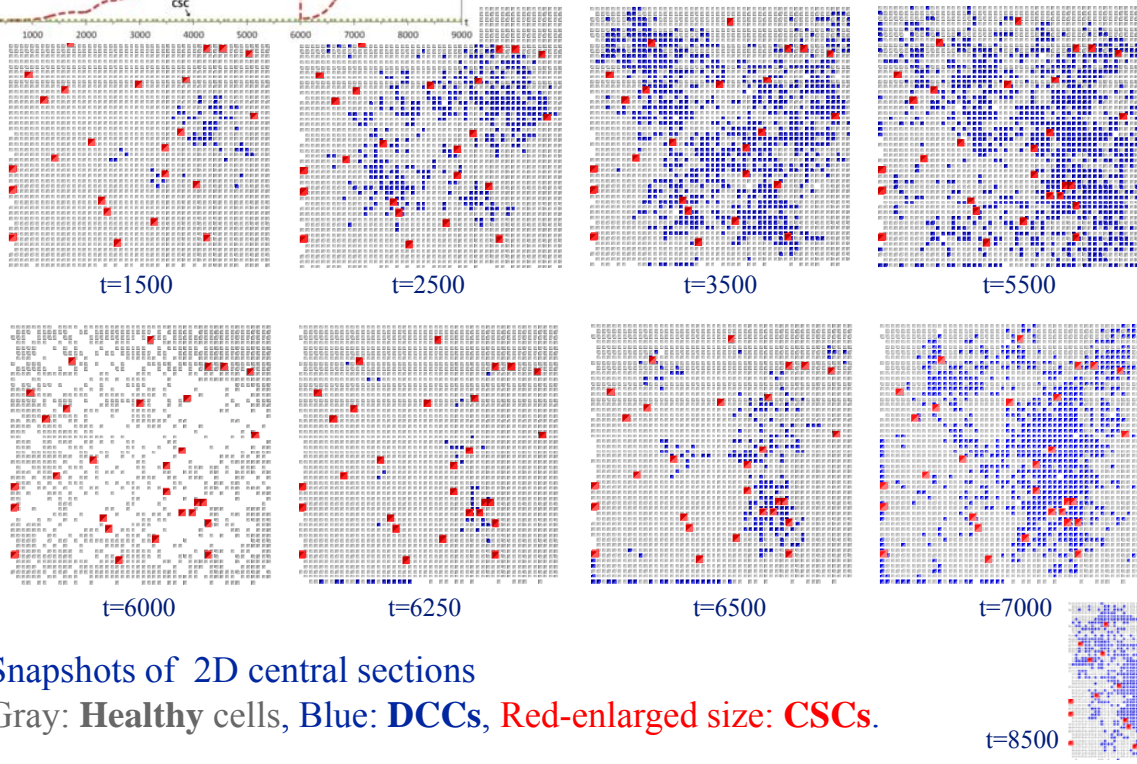 CSC
t
1000 2000 3000 4000 5000 6000 7000 8000 9000
t=1500 t=2500 t=3500 t=5500
t=6000 t=6250 t=6500 t=7000
Snapshots of 2D central sections
Gray: Healthy cells, Blue: DCCs, Red-enlarged size: CSCs.
t=8500